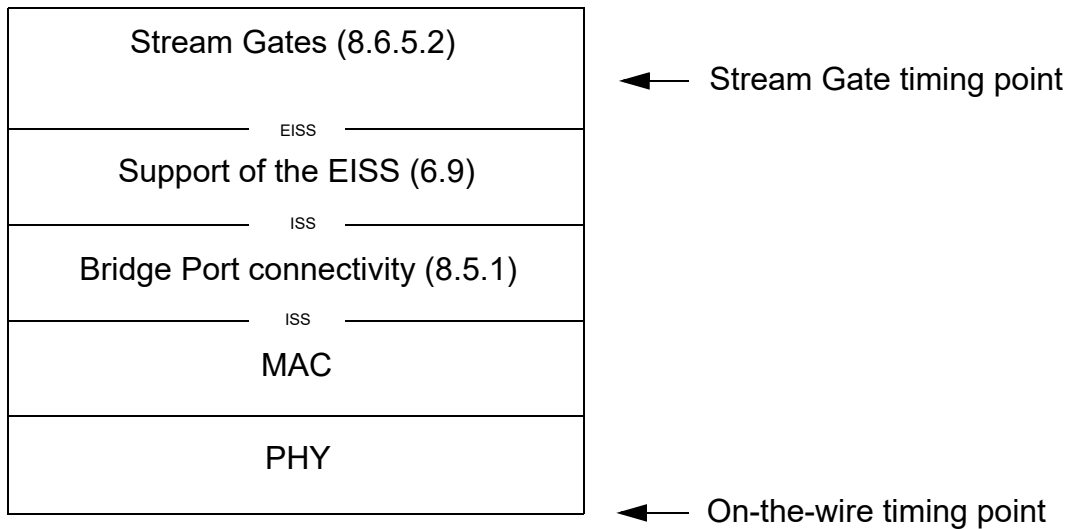 Stream Gates (8.6.5.2)
Stream Gate timing point
EISS
Support of the EISS (6.9)
ISS
Bridge Port connectivity (8.5.1)
ISS
MAC
PHY
On-the-wire timing point